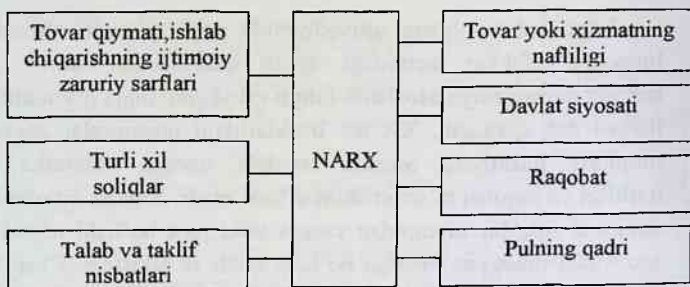 Tovar qiymati,ishlab
chiqarishning ijtimoiy
zaruriy sarflari
Turli xil
soliqlar
Talab va taklif
nisbatlari
NARX
Tovar yoki xizmatning
nafliligi
Davlat siyosati
Raqobat
Pulning qadri